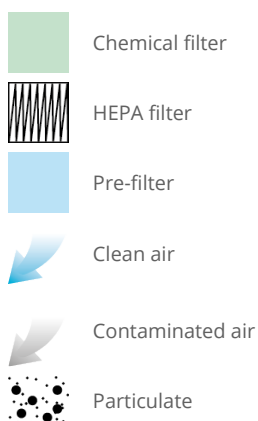 Chemical filter
HEPA filter
Pre-filter
Clean air
Contaminated air
Particulate